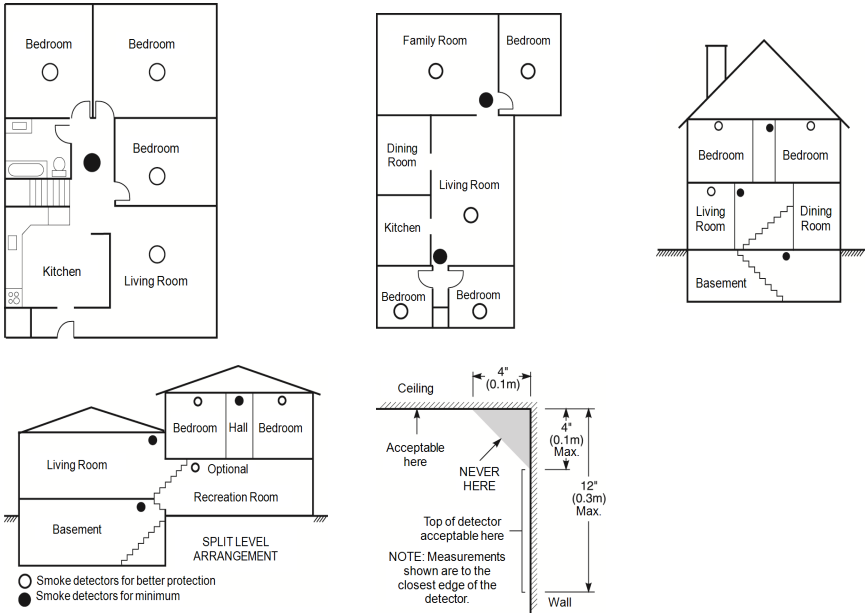 Bedroom
Bedroom
Bedroom
Kitchen
Living Room
Family Room
Bedroom
Dining
Room
Living Room
Kitchen
Bedroom
Bedroom
Bedroom
Bedroom
Living
Room
Dining
Room
Basement
Bedroom
Hall
Bedroom
Living Room
Optional
Recreation Room
Basement
SPLIT LEVEL
ARRANGEMENT
Smoke detectors for better protection
Smoke detectors for minimum
4"
(0.1m)
Ceiling
Acceptable
here
NEVER
HERE
4"
(0.1m)
Max.
12"
(0.3m)
Max.
Top of detector
acceptable here
NOTE: Measurements
shown are to the
closest edge of the
detector.
Wall